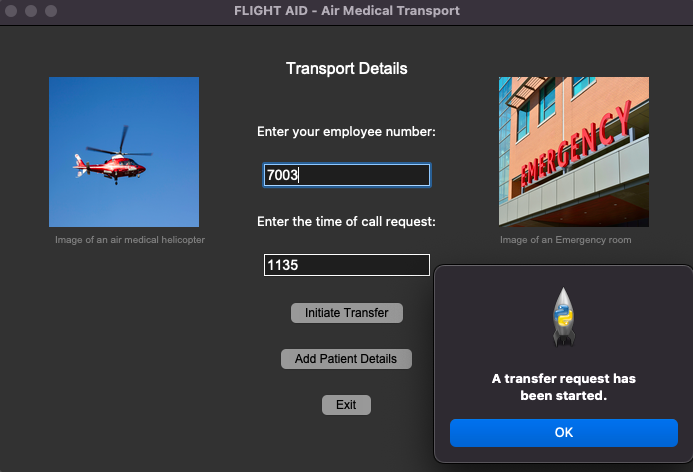 FLIGHT AID - Air Medical Transport
Transport Details
EMERGENCY
Enter your employee number:
7003
Enter the time of call request:
Image of an air medical helicopter
Image of an Emergency room
1135
Initiate Transfer
Add Patient Details
Exit
A transfer request has
been started.
OK